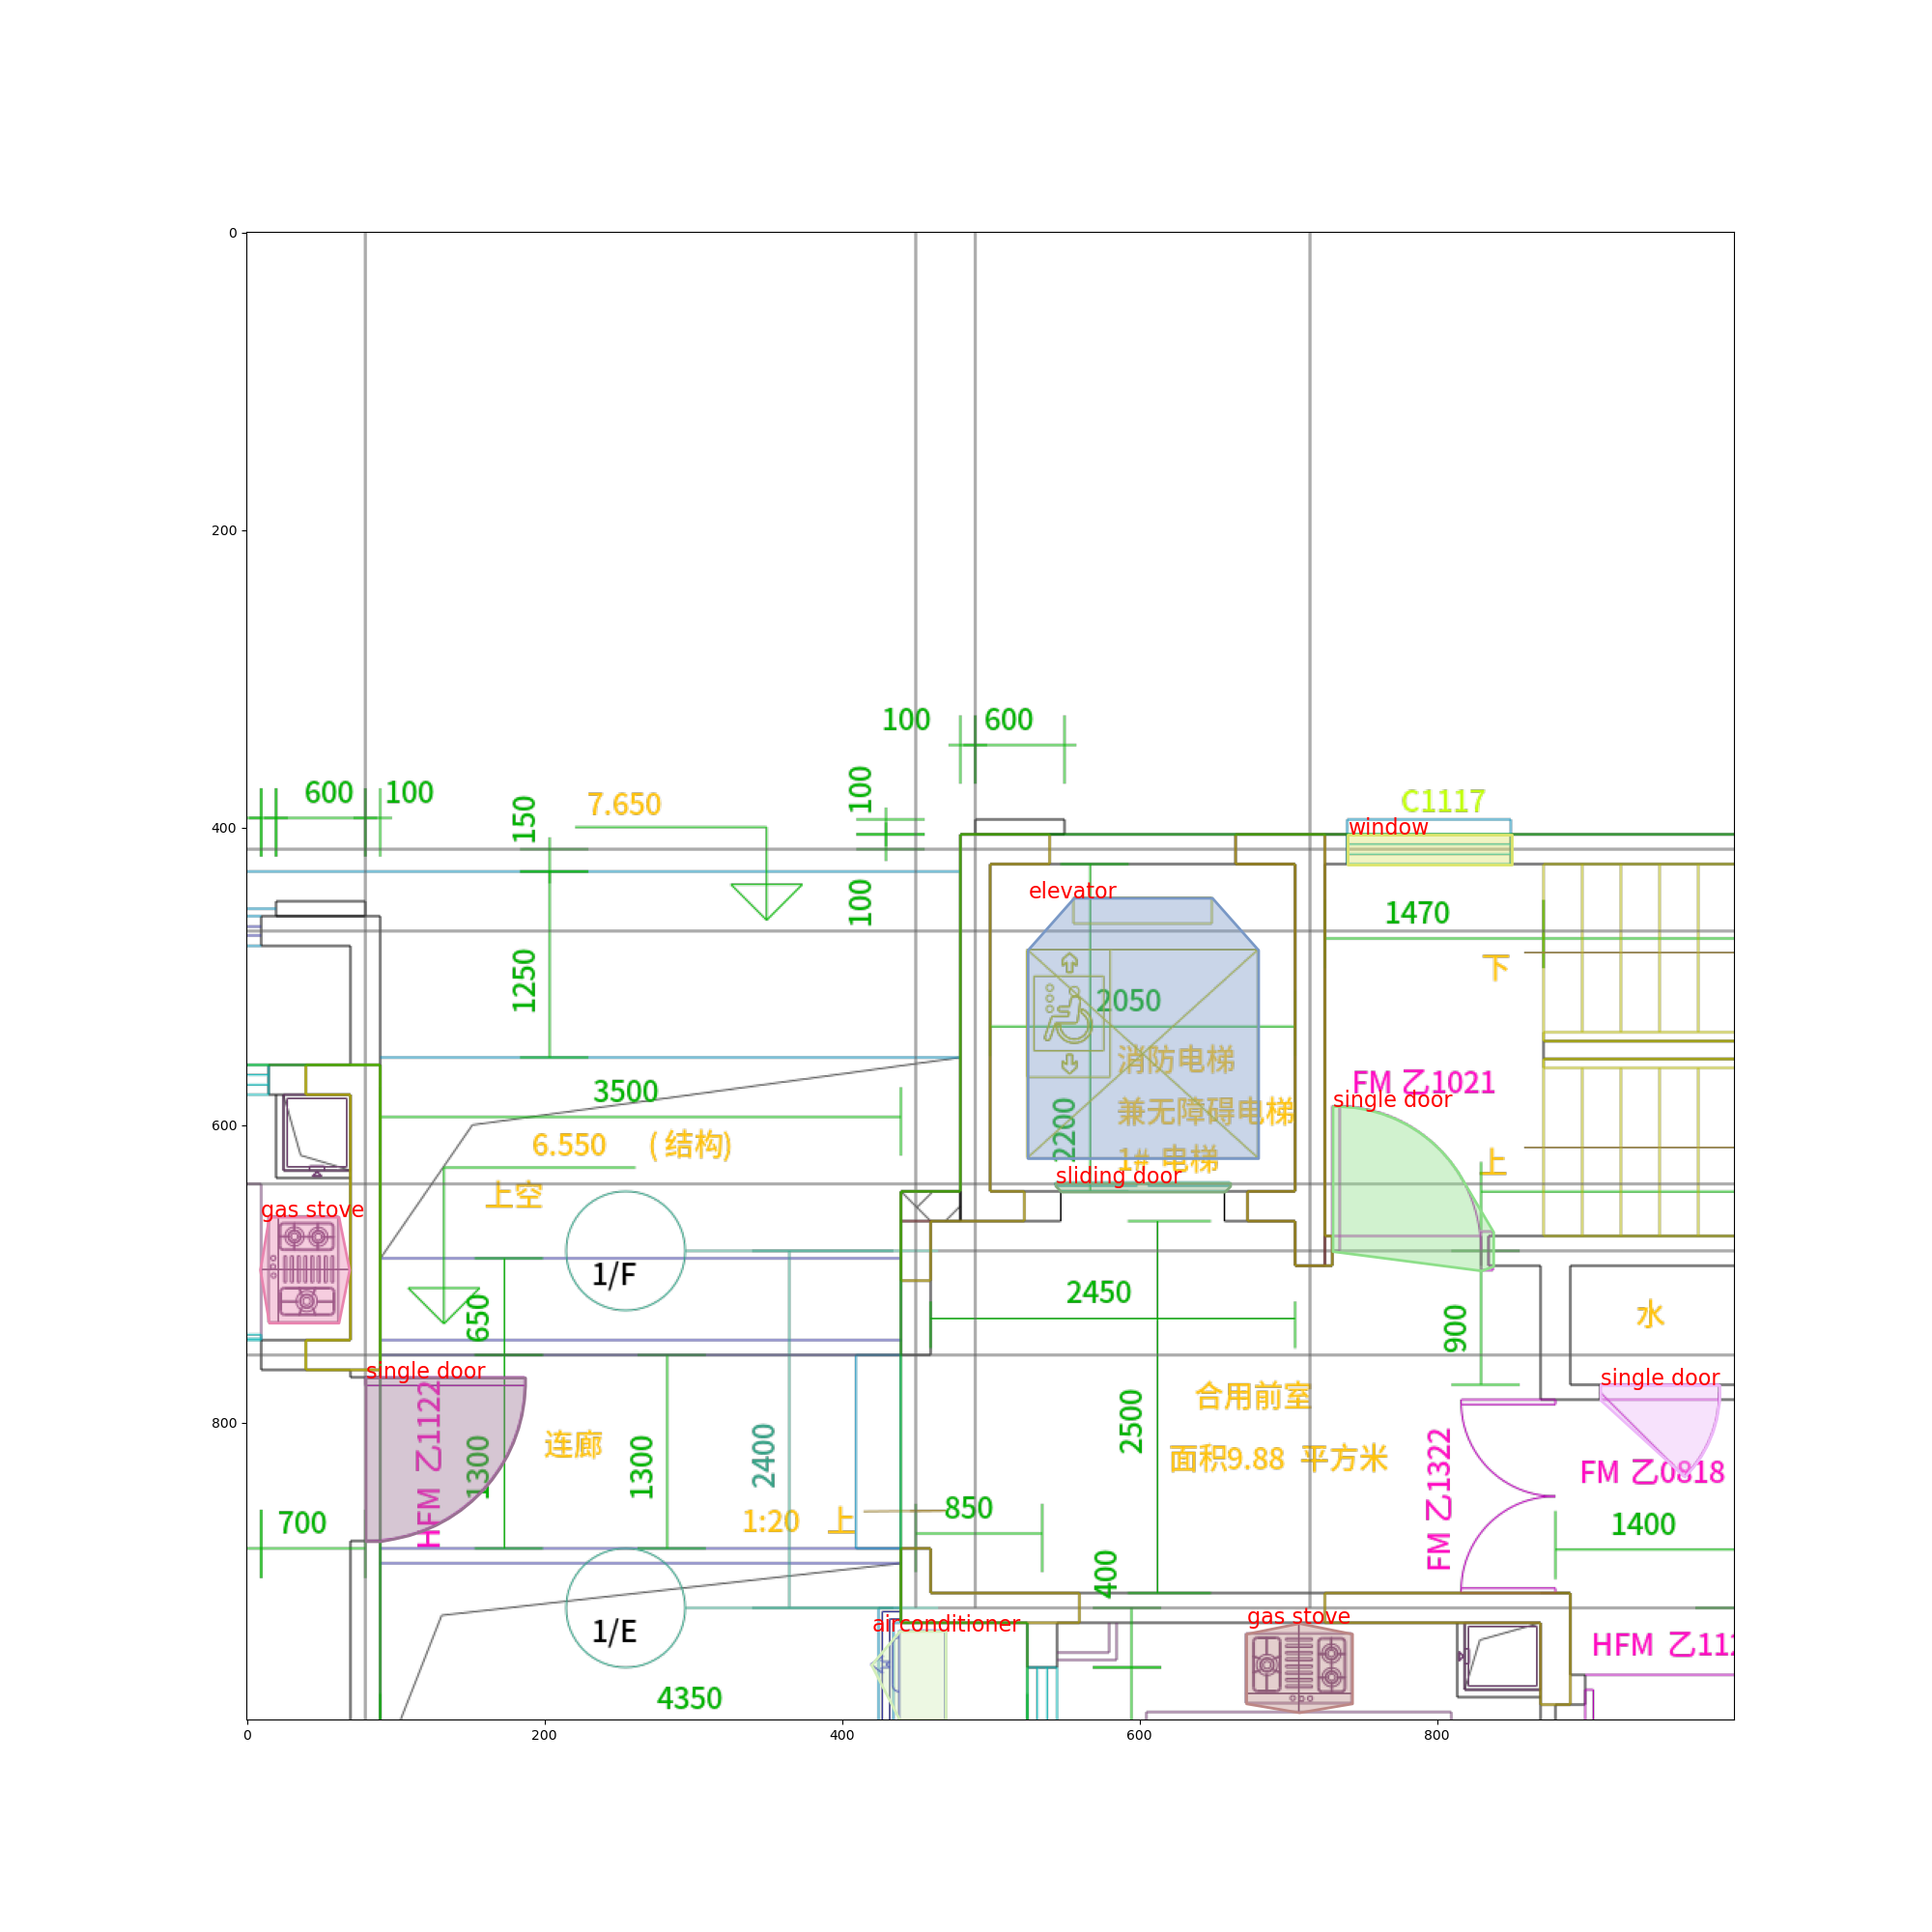 0
200
400
600
800
0
200
400
600
800
100
600
600
100
150
7.650
100
C1117
window
100
elevator
1470
1250
下
2050
消防电梯
FM 乙1021
single door
3500
兼无障碍电梯
2200
6.550 (结构)
1# 电梯
上
sliding door
上空
gas stove
1/F
650
2450
900
水
single door
single door
HFM 乙1122
合用前室
1300
连廊
1300
2400
2500
面积9.88 平方米
FM 乙1322
FM 乙0818
700
1:20 上
850
1400
400
1/E
airconditioner
gas stove
HFM 乙112
4350